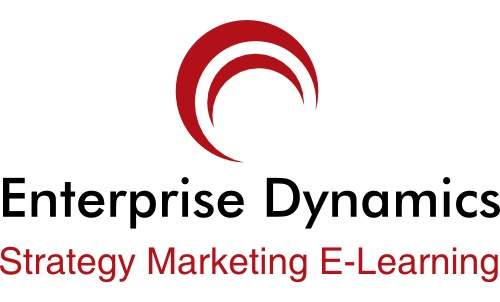 Enterprise Dynamics
Strategy Marketing E-Learning